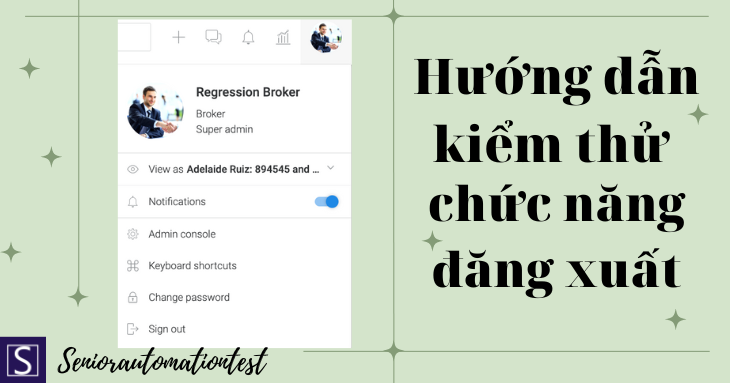 Regression Broker
Broker
Super admin
View as Adelaide Ruiz: 894545 and ...
Notifications
Admin console
Keyboard shortcuts
Change password
Sign out
Hướng dẫn
kiểm thử
chức năng
đăng xuất
S
Seniorautomationtest